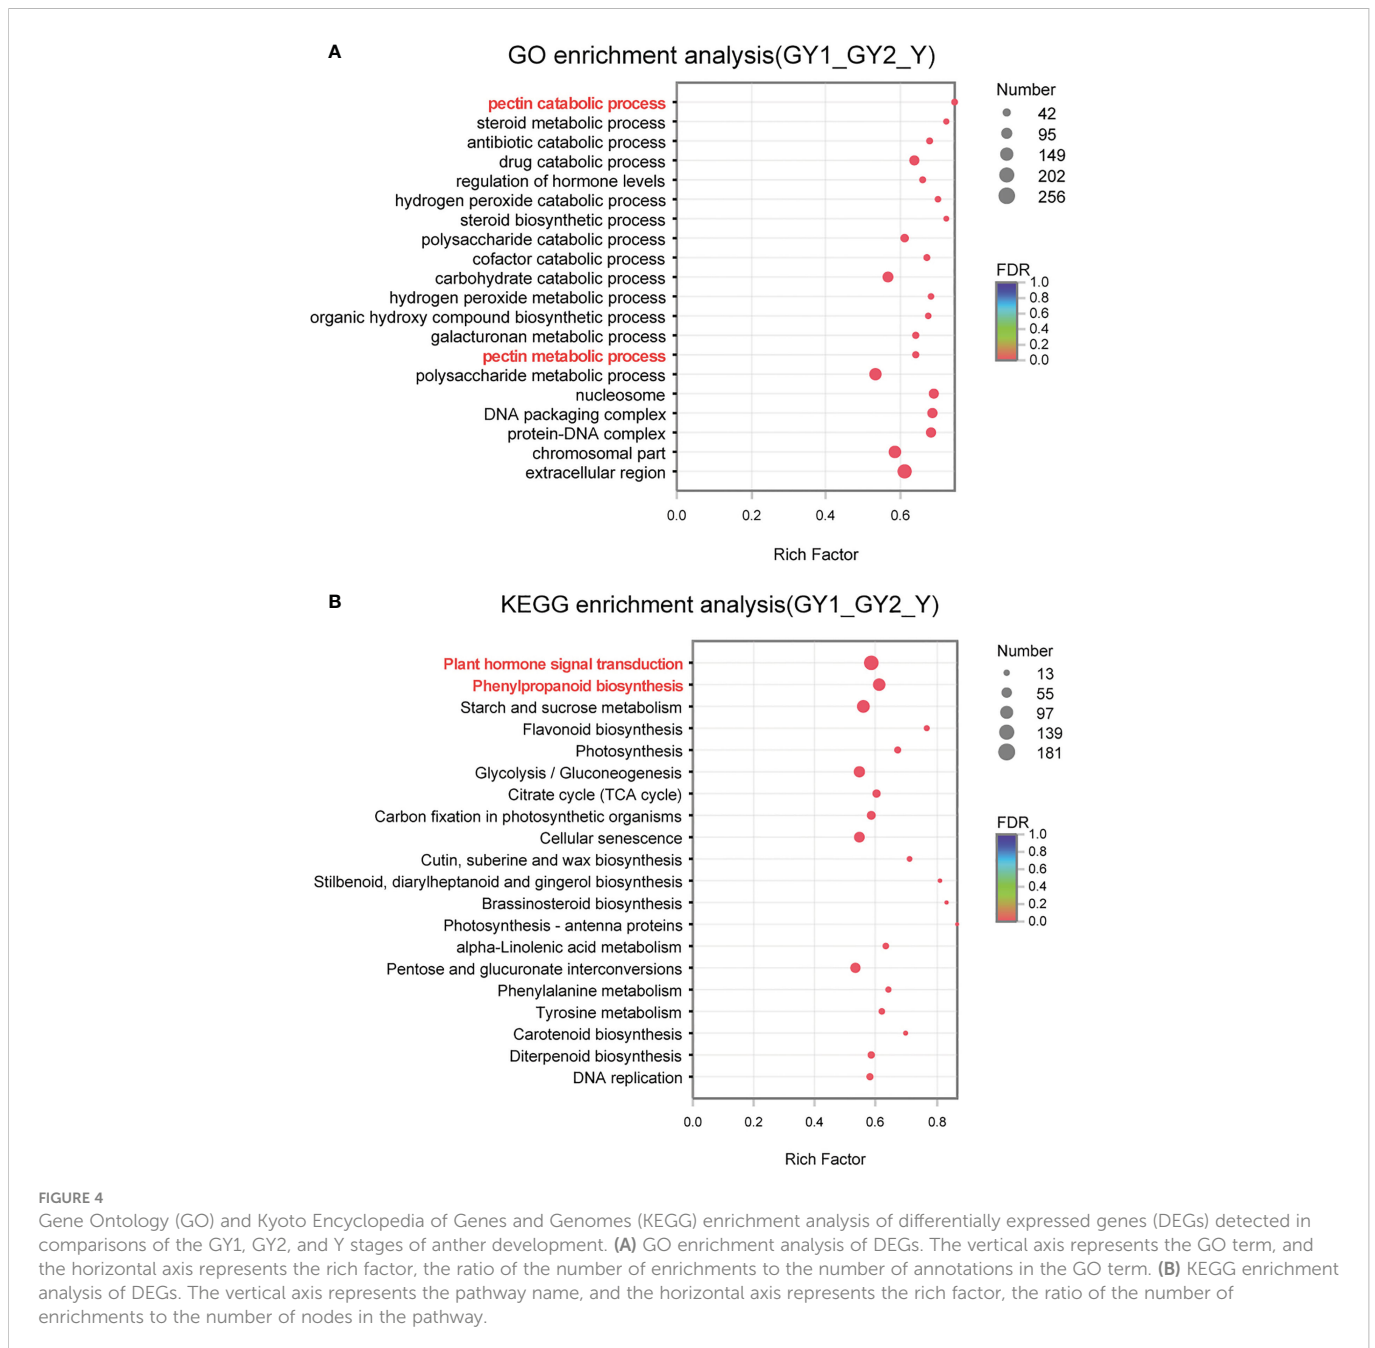 A
GO enrichment analysis(GY1_GY2_Y)
pectin catabolic process
steroid metabolic process
antibiotic catabolic process
drug catabolic process
regulation of hormone levels
hydrogen peroxide catabolic process
steroid biosynthetic process
polysaccharide catabolic process
cofactor catabolic process
carbohydrate catabolic process
hydrogen peroxide metabolic process
organic hydroxy compound biosynthetic process
galacturonan metabolic process
pectin metabolic process
polysaccharide metabolic process
nucleosome
DNA packaging complex
protein-DNA complex
chromosomal part
extracellular region
0.0 0.2 0.4 0.6
Rich Factor
Number
42
95
149
202
256
FDR
1.0
0.8
0.6
0.4
0.2
0.0
B
KEGG enrichment analysis(GY1_GY2_Y)
Plant hormone signal transduction
Phenylpropanoid biosynthesis
Starch and sucrose metabolism
Flavonoid biosynthesis
Photosynthesis
Glycolysis / Gluconeogenesis
Citrate cycle (TCA cycle)
Carbon fixation in photosynthetic organisms
Cellular senescence
Cutin, suberine and wax biosynthesis
Stilbenoid, diarylheptanoid and gingerol biosynthesis
Brassinosteroid biosynthesis
Photosynthesis - antenna proteins
alpha-Linolenic acid metabolism
Pentose and glucuronate interconversions
Phenylalanine metabolism
Tyrosine metabolism
Carotenoid biosynthesis
Diterpenoid biosynthesis
DNA replication
0.0 0.2 0.4 0.6 0.8
Rich Factor
Number
13
55
97
139
181
FDR
1.0
0.8
0.6
0.4
0.2
0.0
FIGURE 4
Gene Ontology (GO) and Kyoto Encyclopedia of Genes and Genomes (KEGG) enrichment analysis of differentially expressed genes (DEGs) detected in
comparisons of the GY1, GY2, and Y stages of anther development. (A) GO enrichment analysis of DEGs. The vertical axis represents the GO term, and
the horizontal axis represents the rich factor, the ratio of the number of enrichments to the number of annotations in the GO term. (B) KEGG enrichment
analysis of DEGs. The vertical axis represents the pathway name, and the horizontal axis represents the rich factor, the ratio of the number of
enrichments to the number of nodes in the pathway.